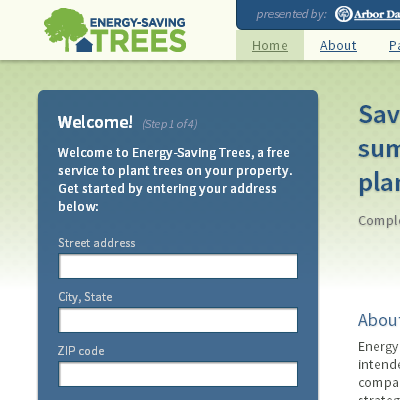 ENERGY-SAVING
TREES
presented by: Arbor Da
Home About
Welcome! (Step 1 of 4)
Welcome to Energy-Saving Trees, a free
service to plant trees on your property.
Get started by entering your address
below:
Street address
City, State
ZIP code
Sav
sum
plan
Comple
About
Energy
intende
compa
strateg